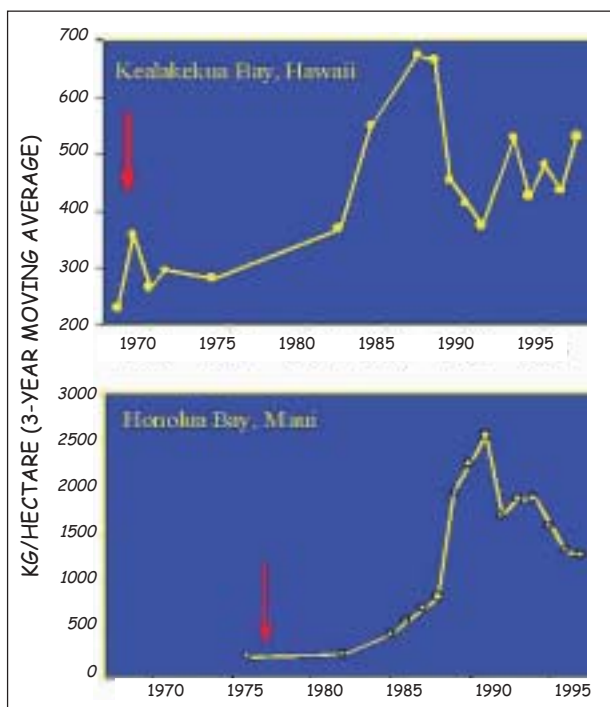 KG/HECTARE (3-YEAR MOVING AVERAGE)
700
Kealakekua Bay, Hawaii
600
500
400
300
200
1970 1975 1980 1985 1990 1995
3000
Honolua Bay, Maui
2500
2000
1500
1000
500
0
1970 1975 1980 1985 1990 1995